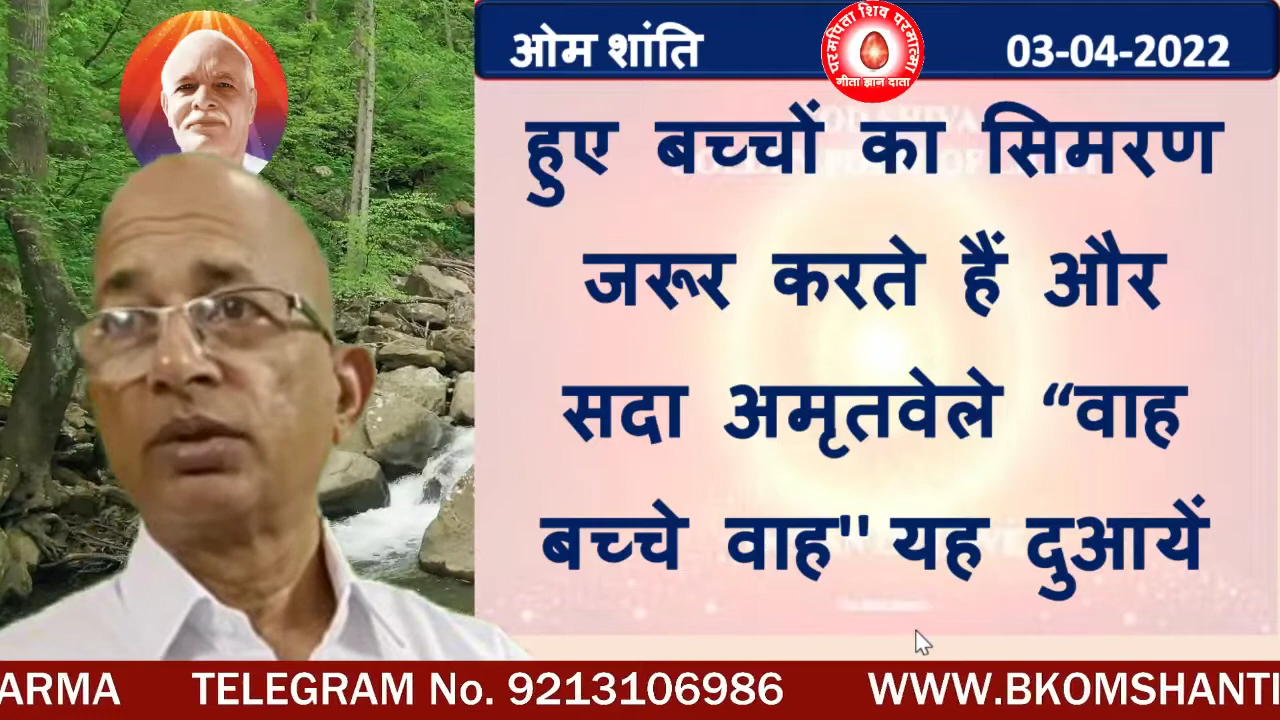 ओम शांति
परमपिता शिव परमात्मा
गीता ज्ञान दाता
03-04-2022
हुए बच्चों का सिमरण
जरूर करते हैं और
सदा अमृतवेले “वाह
बच्चे वाह" यह दुआयें
ARMA TELEGRAM No. 9213106986 WWW.BKOMSHANTI